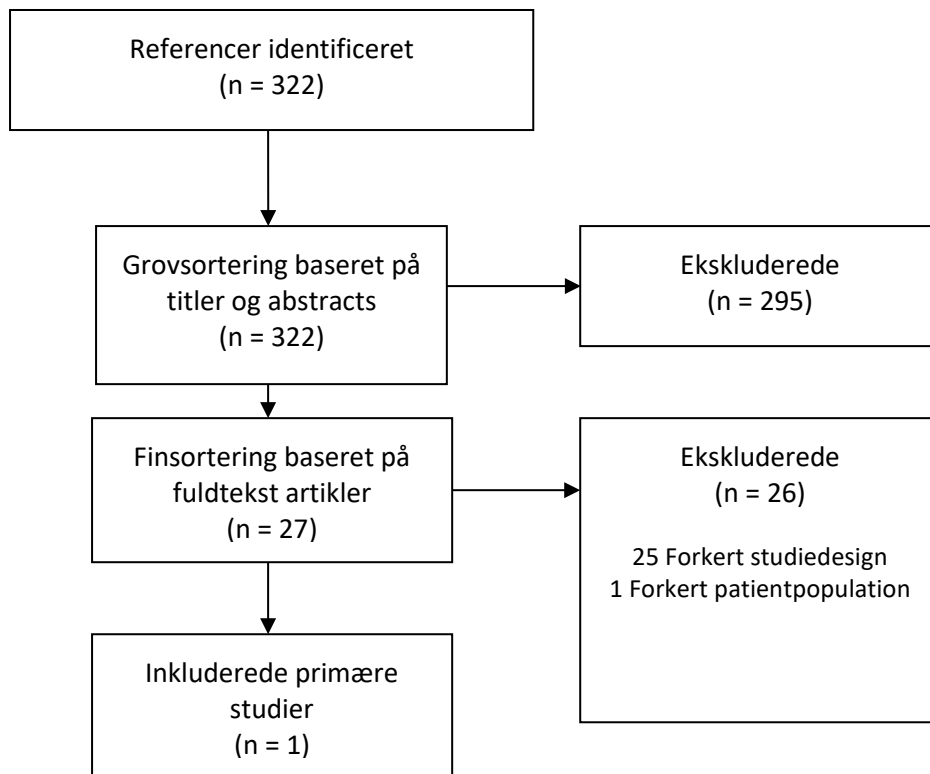 Referencer identificeret
(n = 322)
Grovsortering baseret på
titler og abstracts
(n = 322)
Ekskluderede
(n = 295)
Finsortering baseret på
fuldtekst artikler
(n = 27)
Ekskluderede
(n = 26)
25 Forkert studiedesign
1 Forkert patientpopulation
Inkluderede primære
studier
(n = 1)